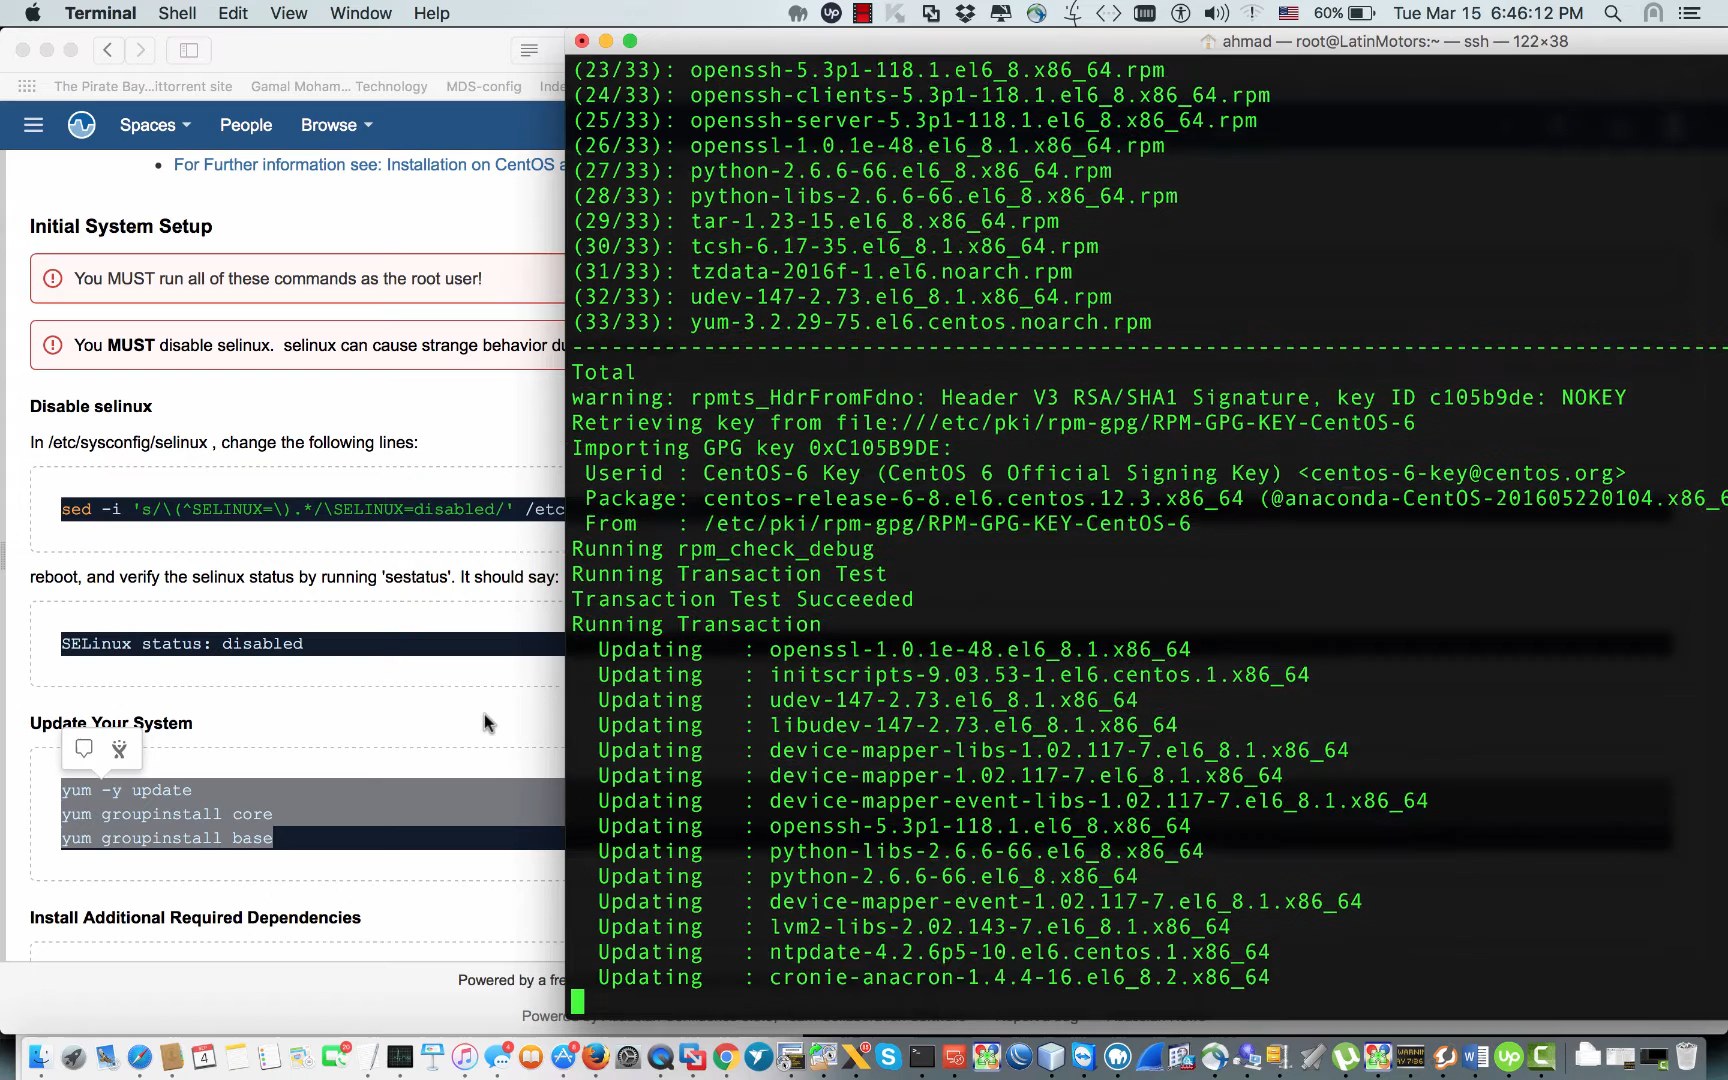 Terminal Shell Edit View Window Help
60% Tue Mar 15 6:46:12 PM
The Pirate Bay...ittorrent site Gamal Moham... Technology MDS-config Inde
Spaces People Browse
For Further information see: Installation on CentOS a
Initial System Setup
You MUST run all of these commands as the root user!
You MUST disable selinux. selinux can cause strange behavior du
Disable selinux
In /etc/sysconfig/selinux , change the following lines:
sed -i 's/\(^SELINUX=\).*/\SELINUX=disabled/' /etc
reboot, and verify the selinux status by running 'sestatus'. It should say:
SELinux status: disabled
Update Your System
yum -y update
yum groupinstall core
yum groupinstall base
Install Additional Required Dependencies
Powered by a fre
ahmad — root@LatinMotors:~ — ssh — 122×38
(23/33): openssh-5.3p1-118.1.el6_8.x86_64.rpm
(24/33): openssh-clients-5.3p1-118.1.el6_8.x86_64.rpm
(25/33): openssh-server-5.3p1-118.1.el6_8.x86_64.rpm
(26/33): openssl-1.0.1e-48.el6_8.1.x86_64.rpm
(27/33): python-2.6.6-66.el6_8.x86_64.rpm
(28/33): python-libs-2.6.6-66.el6_8.x86_64.rpm
(29/33): tar-1.23-15.el6_8.x86_64.rpm
(30/33): tcsh-6.17-35.el6_8.1.x86_64.rpm
(31/33): tzdata-2016f-1.el6.noarch.rpm
(32/33): udev-147-2.73.el6_8.1.x86_64.rpm
(33/33): yum-3.2.29-75.el6.centos.noarch.rpm
--------------------------------------------------------------------------------
Total
warning: rpmts_HdrFromFdno: Header V3 RSA/SHA1 Signature, key ID c105b9de: NOKEY
Retrieving key from file:///etc/pki/rpm-gpg/RPM-GPG-KEY-CentOS-6
Importing GPG key 0xC105B9DE:
Userid : CentOS-6 Key (CentOS 6 Official Signing Key) <centos-6-key@centos.org>
Package: centos-release-6-8.el6.centos.12.3.x86_64 (@anaconda-CentOS-201605220104.x86_6
From : /etc/pki/rpm-gpg/RPM-GPG-KEY-CentOS-6
Running rpm_check_debug
Running Transaction Test
Transaction Test Succeeded
Running Transaction
Updating : openssl-1.0.1e-48.el6_8.1.x86_64
Updating : initscripts-9.03.53-1.el6.centos.1.x86_64
Updating : udev-147-2.73.el6_8.1.x86_64
Updating : libudev-147-2.73.el6_8.1.x86_64
Updating : device-mapper-libs-1.02.117-7.el6_8.1.x86_64
Updating : device-mapper-1.02.117-7.el6_8.1.x86_64
Updating : device-mapper-event-libs-1.02.117-7.el6_8.1.x86_64
Updating : openssh-5.3p1-118.1.el6_8.x86_64
Updating : python-libs-2.6.6-66.el6_8.x86_64
Updating : python-2.6.6-66.el6_8.x86_64
Updating : device-mapper-event-1.02.117-7.el6_8.1.x86_64
Updating : lvm2-libs-2.02.143-7.el6_8.1.x86_64
Updating : ntpdate-4.2.6p5-10.el6.centos.1.x86_64
Updating : cronie-anacron-1.4.4-16.el6_8.2.x86_64